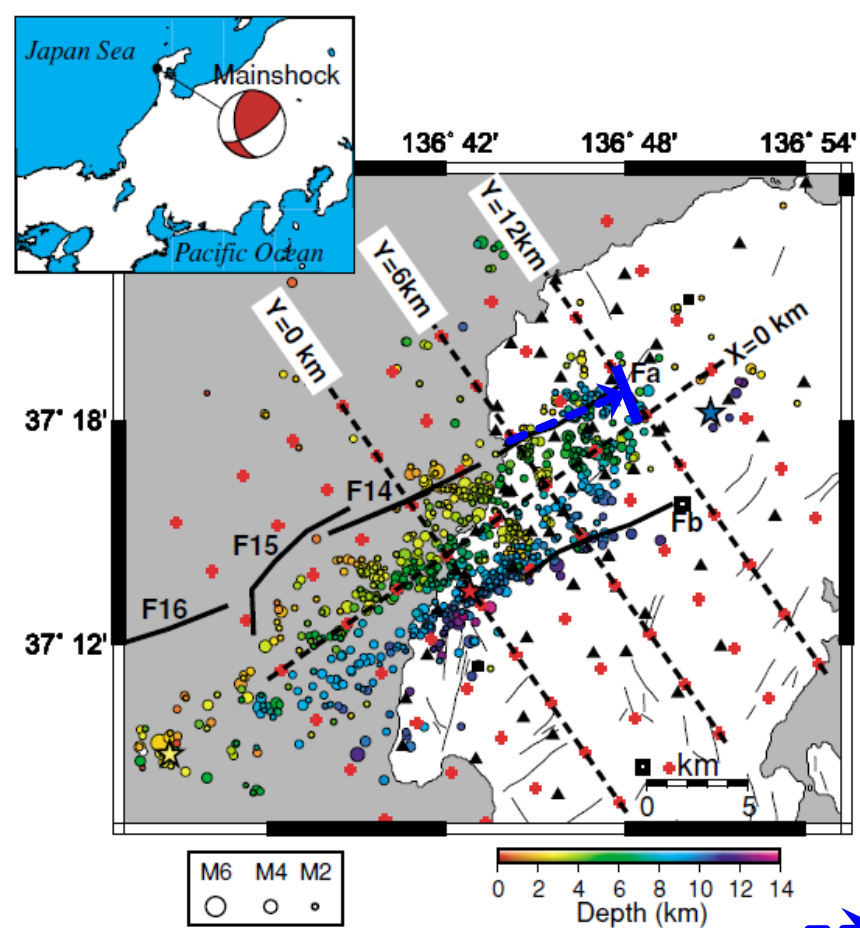 Japan Sea
Mainshock
Pacific Ocean
136° 42'
136° 48'
136° 54'
Y=12km
Y=6km
Y=0 km
X=0 km
Fa
37° 18'
F14
F15
Fb
F16
37° 12'
km
0 5
M6 M4 M2
0 2 4 6 8 10 12 14
Depth (km)